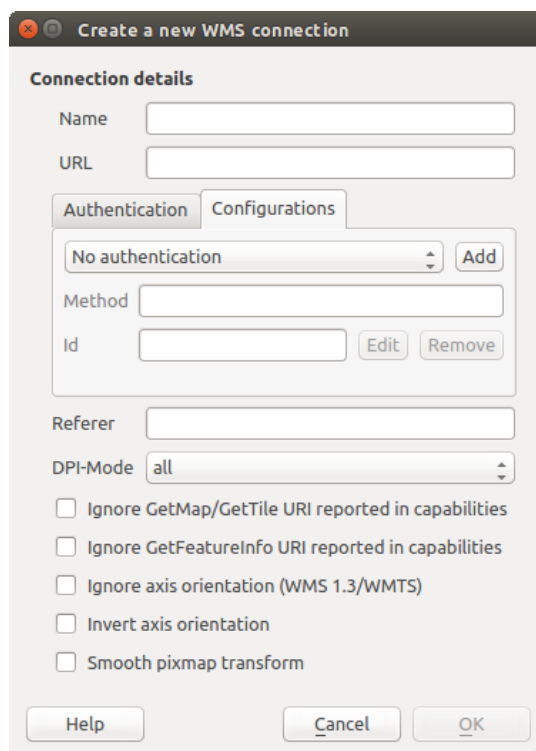 Create a new WMS connection
Connection details
Name
URL
Authentication Configurations
No authentication Add
Method
Id Edit Remove
Referer
DPI-Mode all
Ignore GetMap/GetTile URI reported in capabilities
Ignore GetFeatureInfo URI reported in capabilities
Ignore axis orientation (WMS 1.3/WMTS)
Invert axis orientation
Smooth pixmap transform
Help Cancel OK